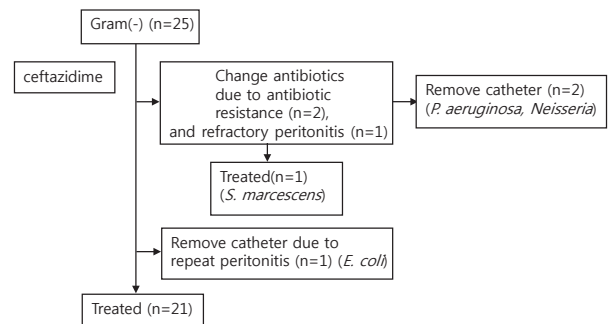 Gram(-) (n=25)
ceftazidime
Change antibiotics
due to antibiotic
resistance (n=2),
and refractory peritonitis (n=1)
Remove catheter (n=2)
(P. aeruginosa, Neisseria)
Treated(n=1)
(S. marcescens)
Remove catheter due to
repeat peritonitis (n=1) (E. coli)
Treated (n=21)